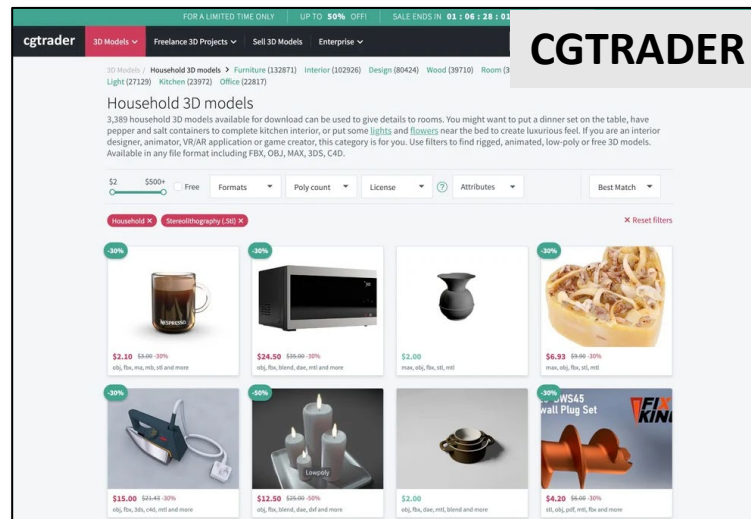 FOR A LIMITED TIME ONLY UP TO 50% OFF! SALE ENDS IN 01 : 06 : 28 : 01
CGTRADER
cgtrader 3D Models Freelance 3D Projects Sell 3D Models Enterprise
3D Models / Household 3D models > Furniture (132871) Interior (102926) Design (80424) Wood (39710) Room (3
Light (27129) Kitchen (23972) Office (22817)
Household 3D models
3,389 household 3D models available for download can be used to give details to rooms. You might want to put a dinner set on the table, have
pepper and salt containers to complete kitchen interior, or put some lights and flowers near the bed to create luxurious feel. If you are an interior
designer, animator, VR/AR application or game creator, this category is for you. Use filters to find rigged, animated, low-poly or free 3D models.
Available in any file format including FBX, OBJ, MAX, 3DS, C4D.
$2 $500+ Free Formats Poly count License ? Attributes Best Match
Household × Stereolithography (.Stl) × × Reset filters
-30% -30% -30%
NESPRESSO
$2.10 $3.00 -30% $24.50 $35.00 -30% $2.00 $6.93 $9.90 -30%
obj, fbx, ma, mb, stl and more obj, fbx, blend, dae, mtl and more max, obj, fbx, stl, mtl max, obj, fbx, stl, mtl
-30% -50% -30% SWS45
Wall Plug Set FIX
KIN
Lowpoly
$15.00 $21.43 -30% $12.50 $25.00 -50% $2.00 $4.20 $6.00 -30%
obj, fbx, 3ds, c4d, mtl and more obj, fbx, blend, dae, dxf and more obj, fbx, dae, mtl, blend and more stl, obj, pdf, mtl, fbx and more